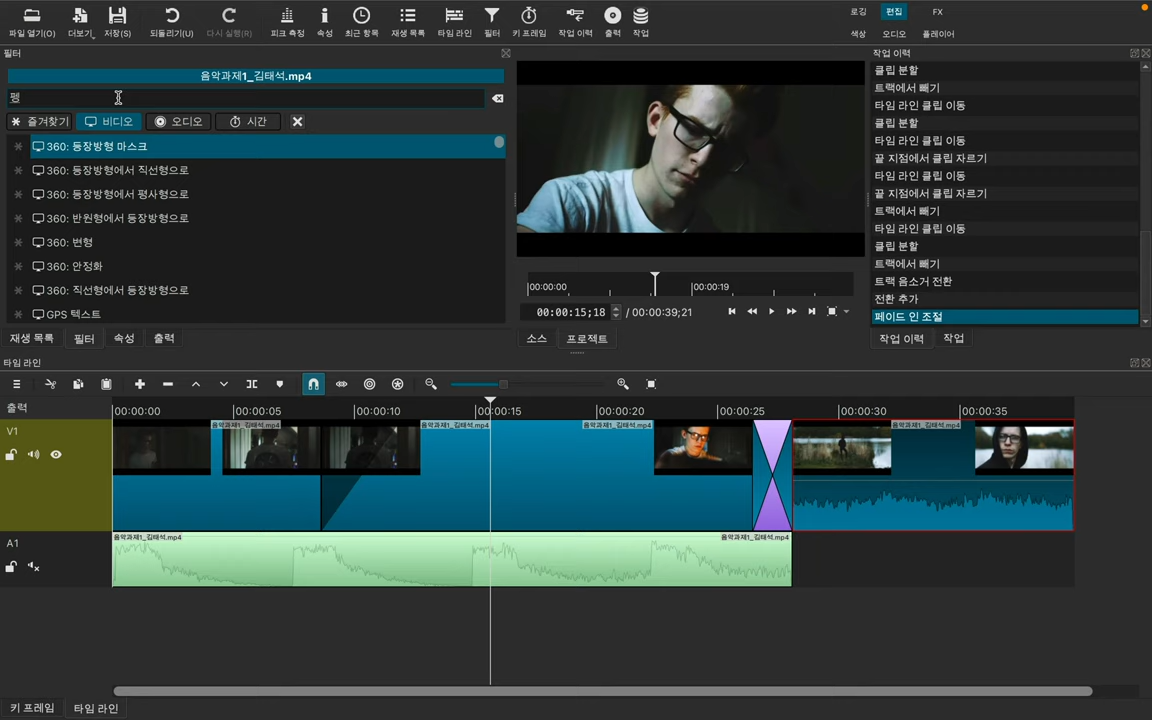 파일 열기(O)
더보기
저장(S)
되돌리기(U)
다시 실행(R)
피크 측정
속성
최근 항목
재생 목록
타임 라인
필터
키 프레임
작업 이력
출력
작업
로깅
편집
FX
색상
오디오
플레이어
필터
음악과제1_김태석.mp4
펭
즐겨찾기
비디오
오디오
시간
360: 등장방형 마스크
360: 등장방형에서 직선형으로
360: 등장방형에서 평사형으로
360: 반원형에서 등장방형으로
360: 변형
360: 안정화
360: 직선형에서 등장방형으로
GPS 텍스트
재생 목록
필터
속성
출력
00:00:00
00:00:19
00:00:15;18
/ 00:00:39;21
소스
프로젝트
작업 이력
클립 분할
트랙에서 빼기
타임 라인 클립 이동
클립 분할
타임 라인 클립 이동
끝 지점에서 클립 자르기
타임 라인 클립 이동
끝 지점에서 클립 자르기
트랙에서 빼기
타임 라인 클립 이동
클립 분할
트랙에서 빼기
트랙 음소거 전환
전환 추가
페이드 인 조절
작업 이력
작업
타임 라인
출력
00:00:00
00:00:05
00:00:10
00:00:15
00:00:20
00:00:25
00:00:30
00:00:35
V1
음악과제1_김태석.mp4
음악과제1_김태석.mp4
음악과제1_김태석.mp4
음악과제1_김태석.mp4
A1
음악과제1_김태석.mp4
음악과제1_김태석.mp4
키 프레임
타임 라인